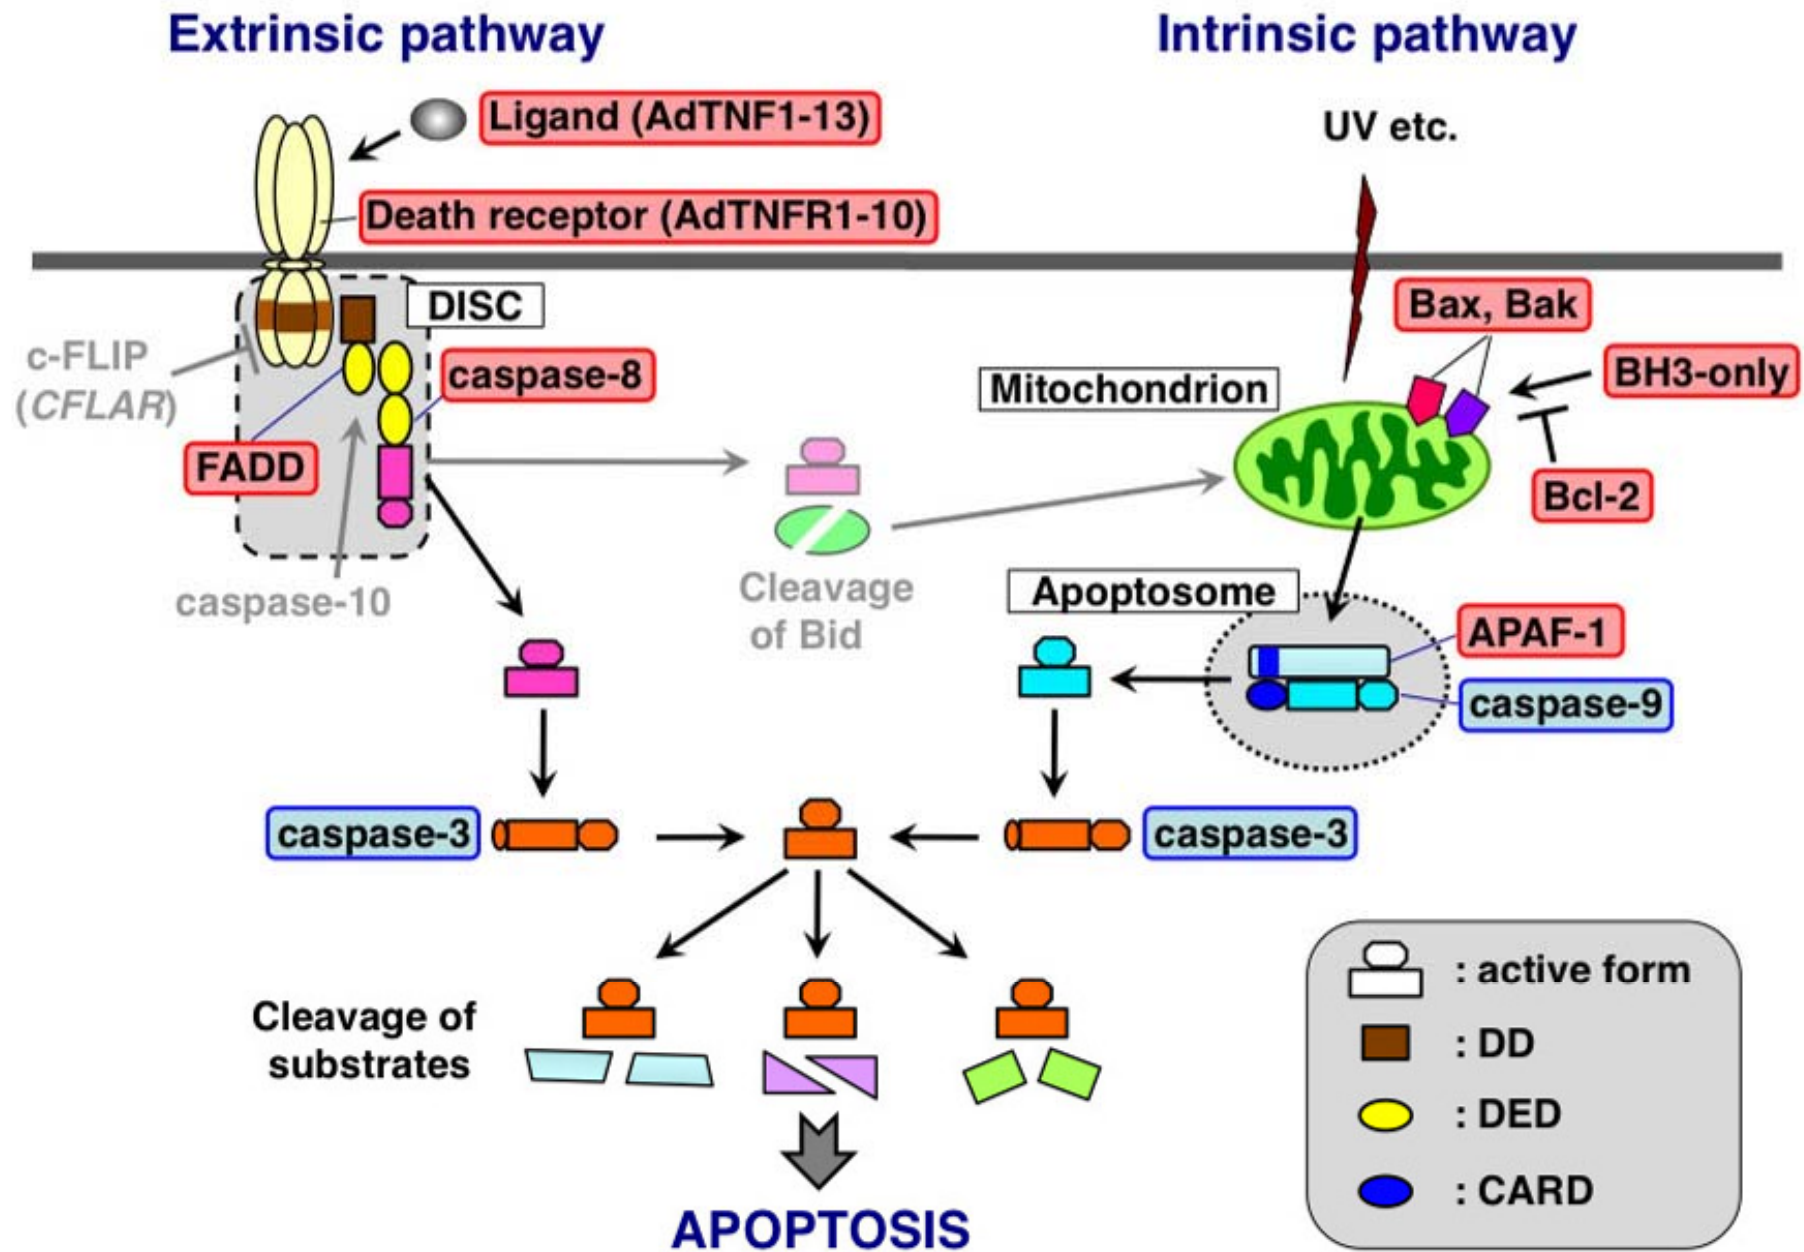 Extrinsic pathway
Intrinsic pathway
Ligand (AdTNF1-13)
UV etc.
Death receptor (AdTNFR1-10)
DISC
Bax, Bak
c-FLIP
(CFLAR)
caspase-8
Mitochondrion
BH3-only
FADD
Bcl-2
caspase-10
Cleavage
of Bid
Apoptosome
APAF-1
caspase-9
caspase-3
caspase-3
Cleavage of
substrates
: active form
: DD
: DED
: CARD
APOPTOSIS